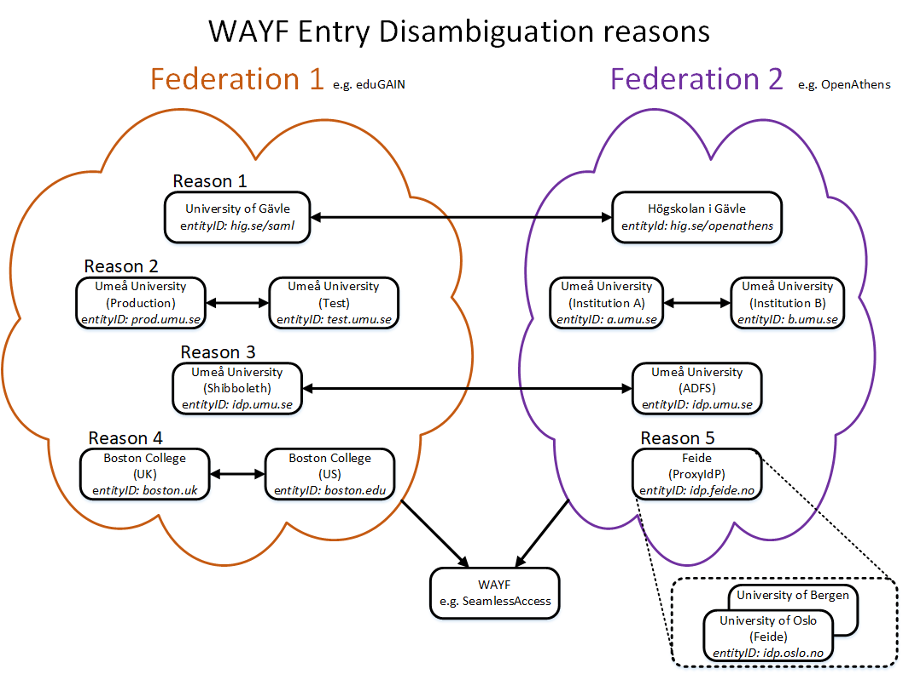 WAYF Entry Disambiguation reasons
Federation 1 e.g. eduGAIN
Federation 2 e.g. OpenAthens
Reason 1
University of Gävle
entityID: hig.se/saml
Högskolan i Gävle
entityId: hig.se/openathens
Reason 2
Umeå University
(Production)
entityID: prod.umu.se
Umeå University
(Test)
entityID: test.umu.se
Umeå University
(Institution A)
entityID: a.umu.se
Umeå University
(Institution B)
entityID: b.umu.se
Reason 3
Umeå University
(Shibboleth)
entityID: idp.umu.se
Umeå University
(ADFS)
entityID: idp.umu.se
Reason 4
Boston College
(UK)
entityID: boston.uk
Boston College
(US)
entityID: boston.edu
Reason 5
Feide
(ProxyIdP)
entityID: idp.feide.no
WAYF
e.g. SeamlessAccess
University of Bergen
University of Oslo
(Feide)
entityID: idp.oslo.no